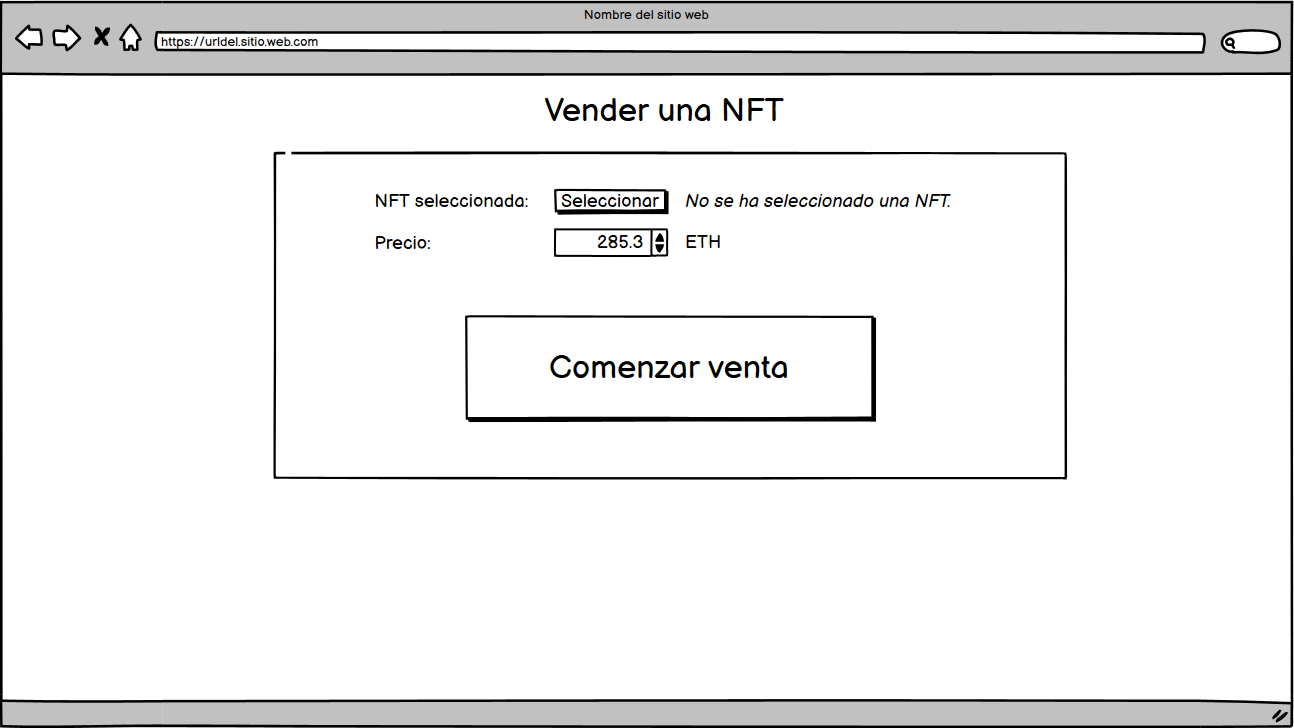 Nombre del sitio web
https://urldel.sitio.web.com
Vender una NFT
NFT seleccionada: Seleccionar No se ha seleccionado una NFT.
Precio: 285.3 ETH
Comenzar venta